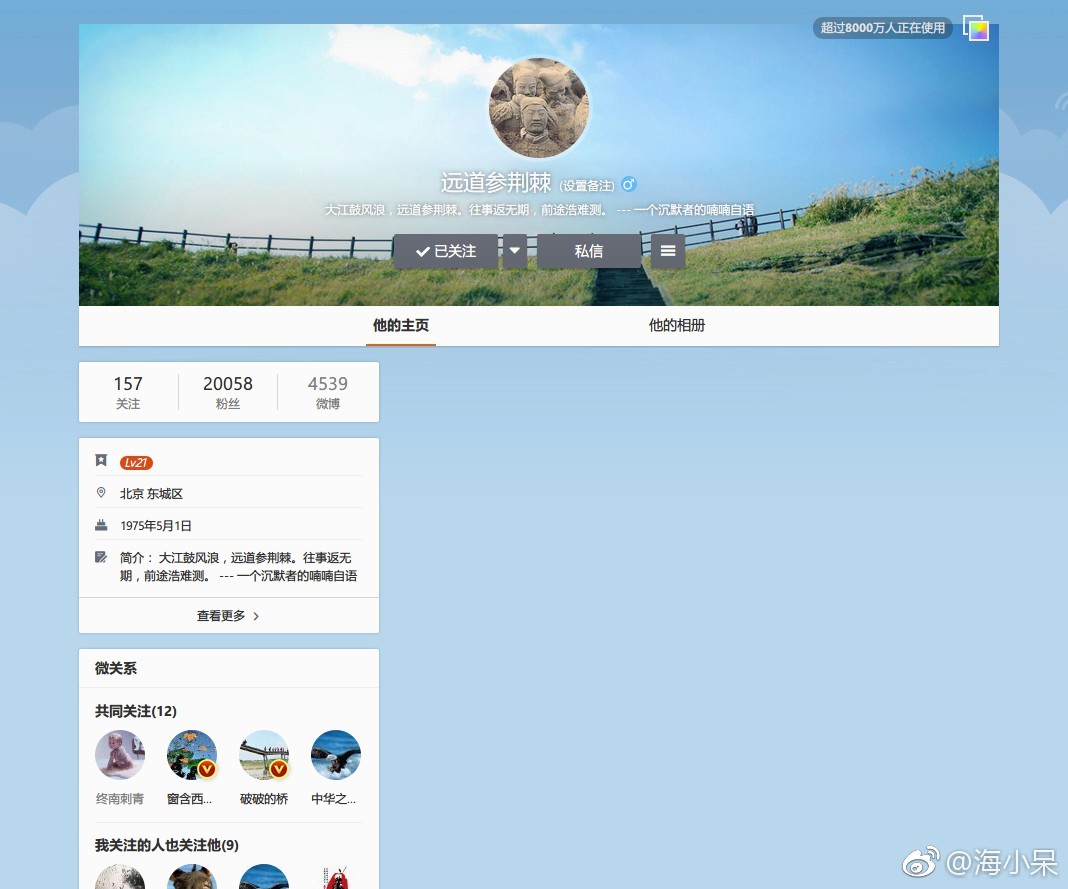 超过8000万人正在使用
远道参荆棘 (设置备注)
大江鼓风浪，远道参荆棘。往事返无期，前途浩难测。 --- 一个沉默者的喃喃自语
已关注 私信
他的主页 他的相册
157 20058 4539
关注 粉丝 微博
Lv21
北京 东城区
1975年5月1日
简介： 大江鼓风浪，远道参荆棘。往事返无
期，前途浩难测。 --- 一个沉默者的喃喃自语
查看更多
微关系
共同关注(12)
终南刺青 窗含西... 破破的桥 中华之...
我关注的人也关注他(9)
@海小呆